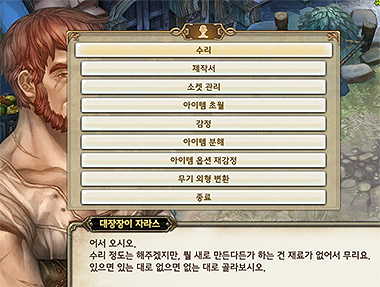 수리
제작서
소켓 관리
아이템 초월
감정
아이템 분해
아이템 옵션 재감정
무기 외형 변환
종료
대장장이 자라스
어서 오시오.
수리 정도는 해주겠지만, 뭘 새로 만든다든가 하는 건 재료가 없어서 무리요.
있으면 있는 대로 없으면 없는 대로 골라보시오.